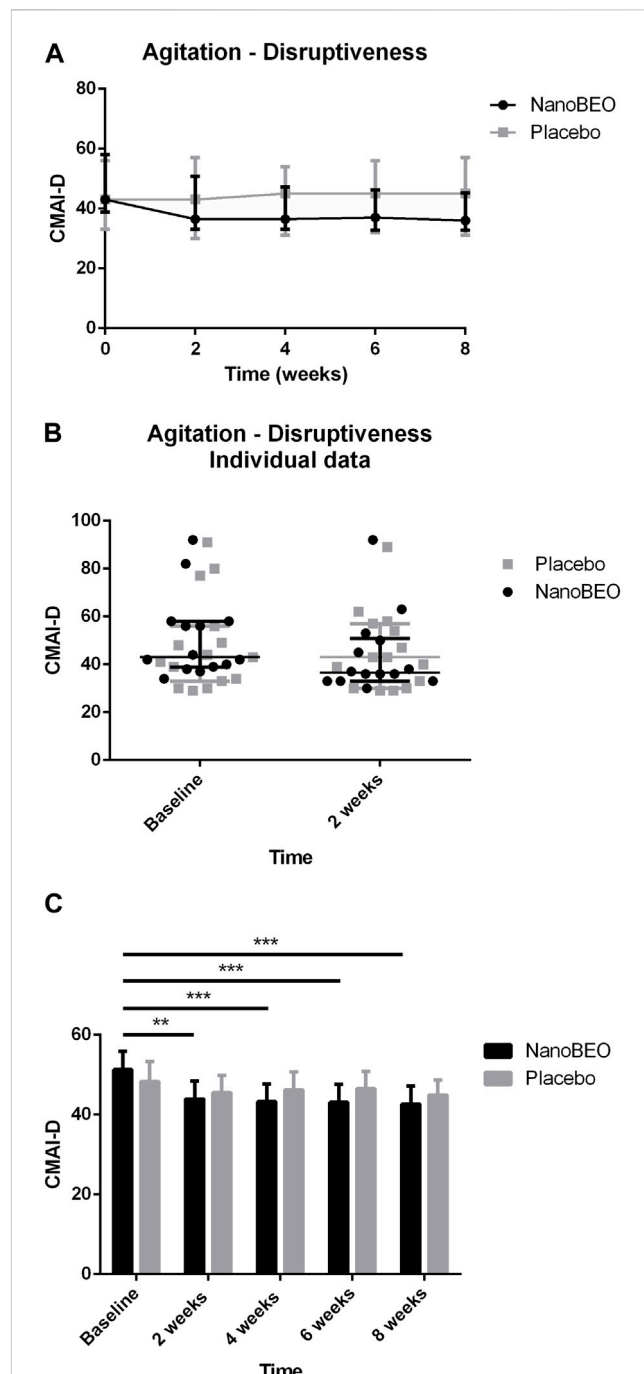 A
Agitation - Disruptiveness
80
60
40
20
0
CMAI-D
0 2 4 6 8
Time (weeks)
NanoBEO
Placebo
B
Agitation - Disruptiveness
Individual data
100
80
60
40
20
0
CMAI-D
Baseline
2 weeks
Time
Placebo
NanoBEO
C
***
***
***
**
60
40
20
0
CMAI-D
NanoBEO
Placebo
Baseline
2 weeks
4 weeks
6 weeks
8 weeks
Time